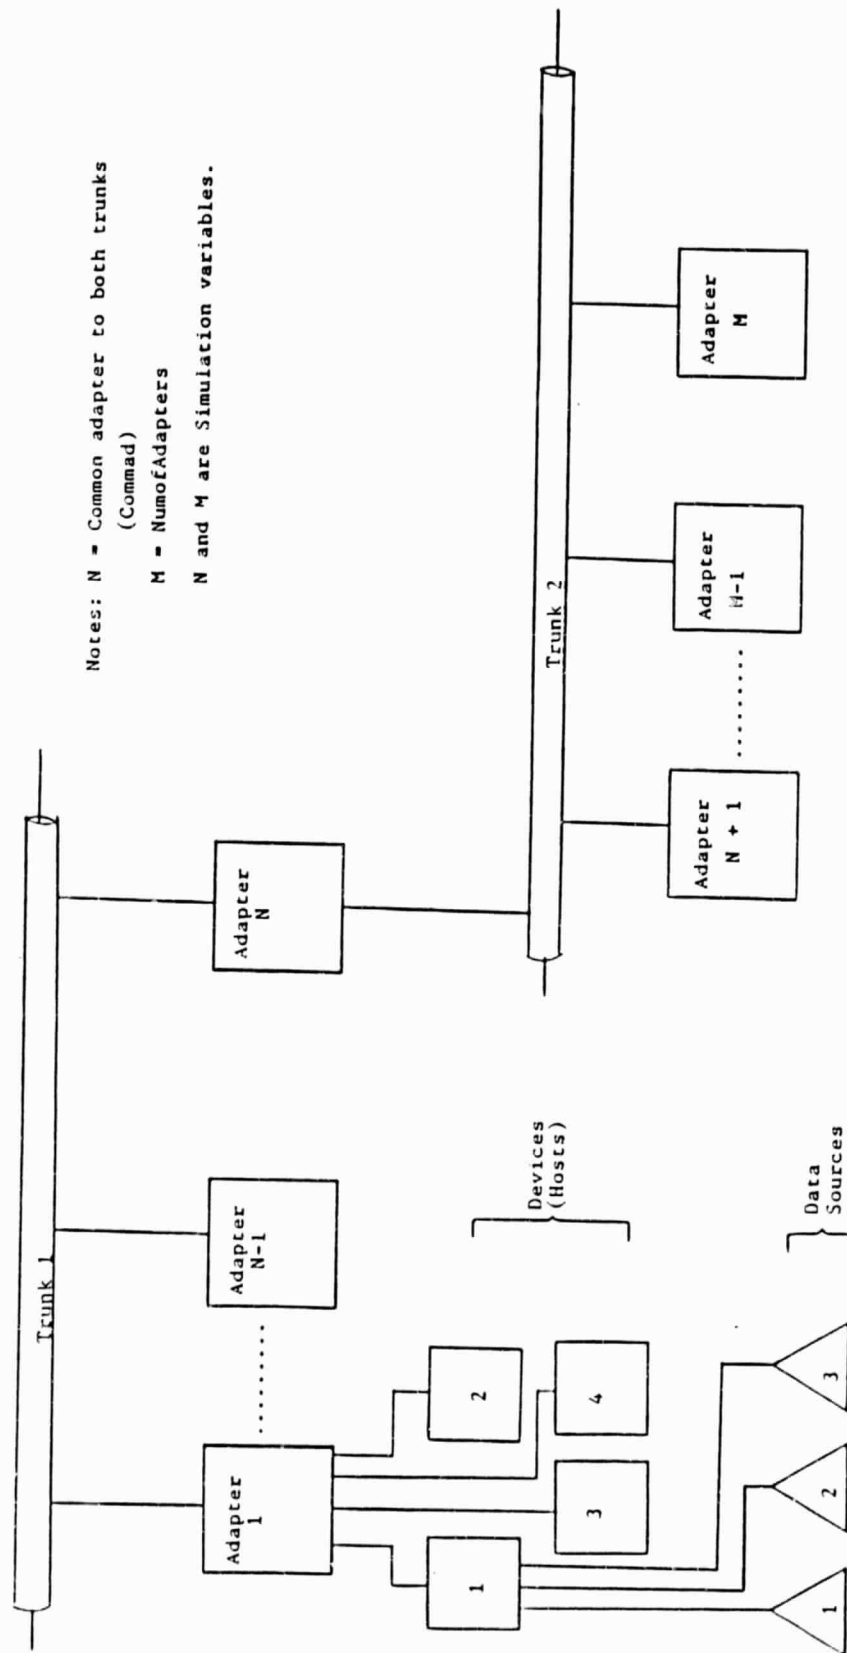 Notes: N = Common adapter to both trunks
(Commad)
M = NumofAdapters
N and M are Simulation variables.
Trunk 1
Adapter
1
.........
Adapter
N-1
Adapter
N
1
2
3
4
Devices
(Hosts)
1
2
3
Data
Sources
Trunk 2
Adapter
N + 1
.........
Adapter
M-1
Adapter
M